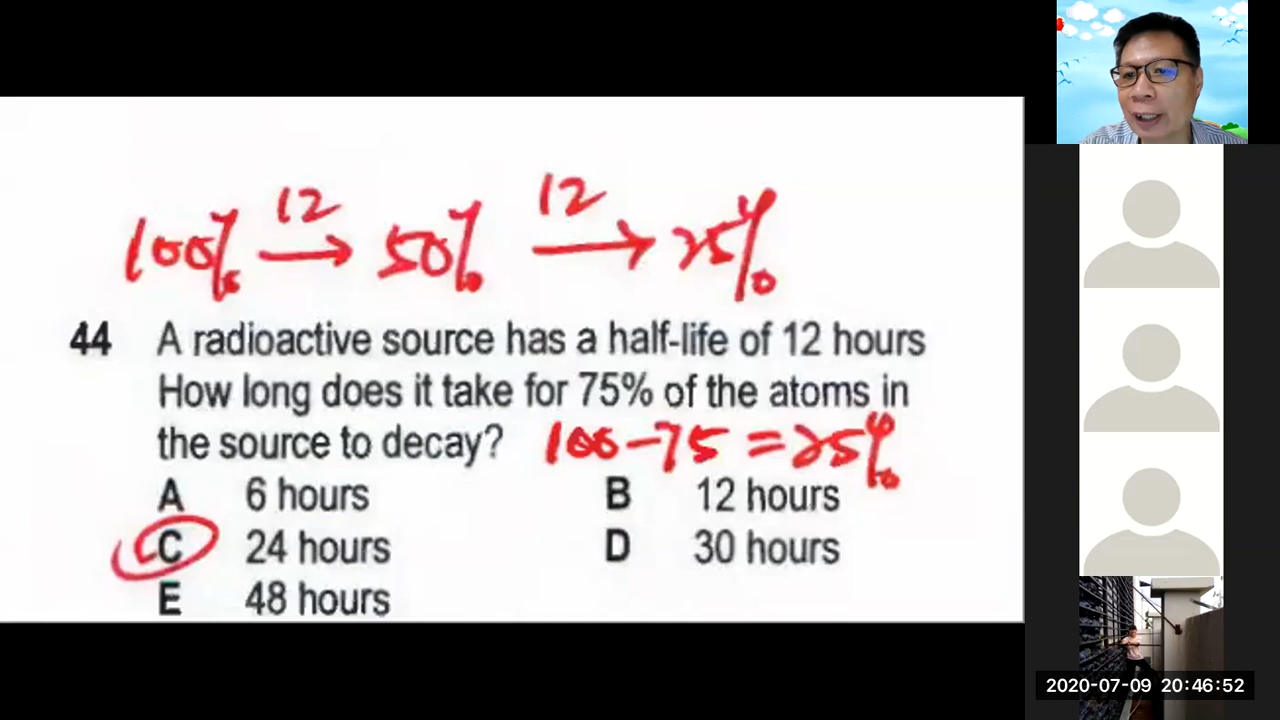 100% 12 → 50% 12 → 25%
44 A radioactive source has a half-life of 12 hours
How long does it take for 75% of the atoms in
the source to decay? 100-75 = 25%
A 6 hours B 12 hours
C 24 hours D 30 hours
E 48 hours
2020-07-09 20:46:52